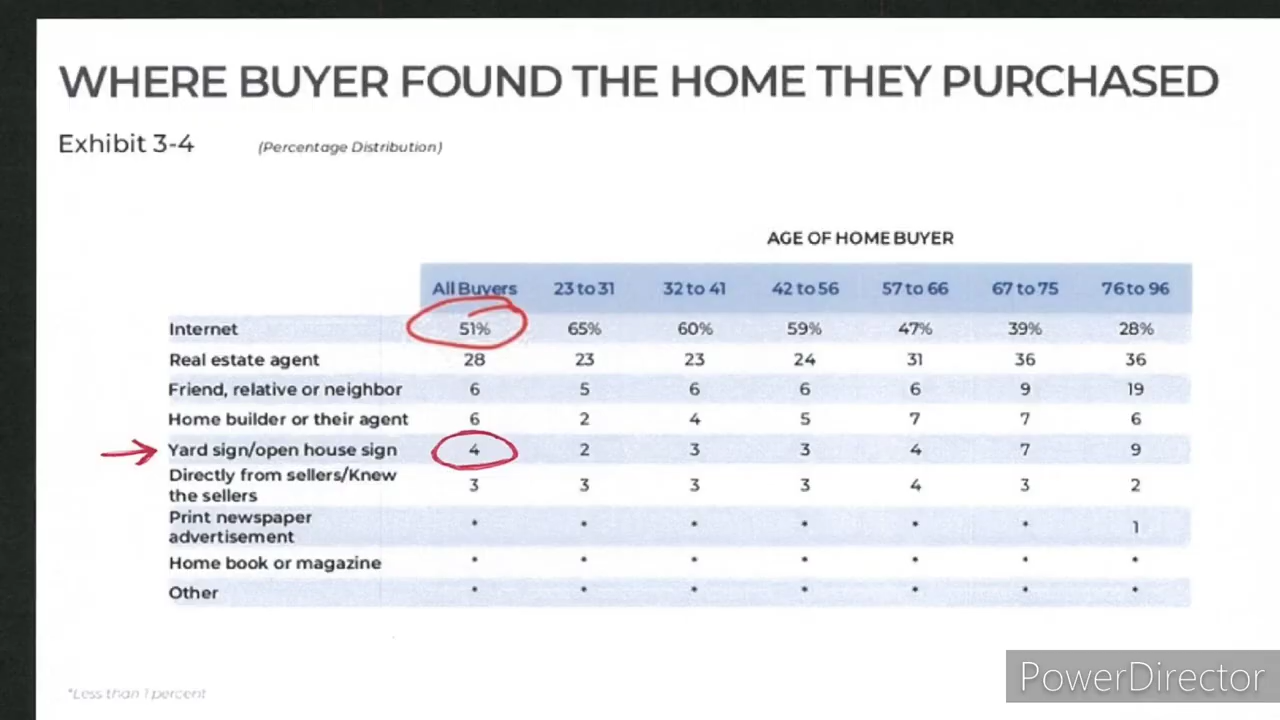 WHERE BUYER FOUND THE HOME THEY PURCHASED
Exhibit 3-4 (Percentage Distribution)
AGE OF HOME BUYER
All Buyers 23 to 31 32 to 41 42 to 56 57 to 66 67 to 75 76 to 96
Internet 51% 65% 60% 59% 47% 39% 28%
Real estate agent 28 23 23 24 31 36 36
Friend, relative or neighbor 6 5 6 6 6 9 19
Home builder or their agent 6 2 4 5 7 7 6
Yard sign/open house sign 4 2 3 3 4 7 9
Directly from sellers/Knew
the sellers 3 3 3 3 4 3 2
Print newspaper
advertisement * * * * * * 1
Home book or magazine * * * * * * *
Other * * * * * * *
*Less than 1 percent
PowerDirector